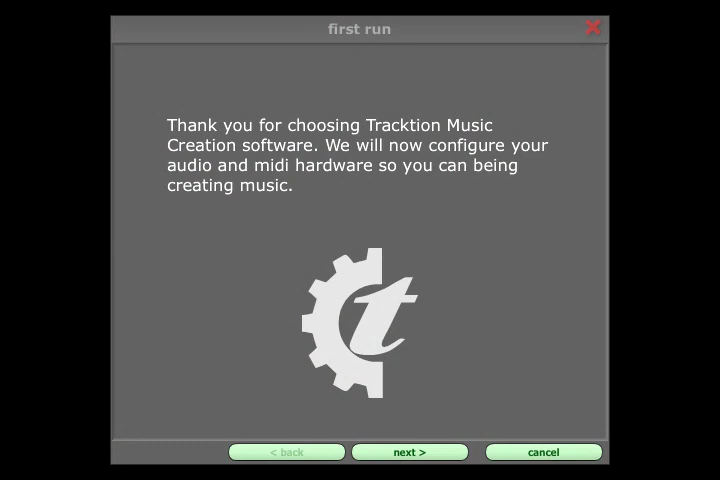 first run
Thank you for choosing Tracktion Music
Creation software. We will now configure your
audio and midi hardware so you can being
creating music.
t
< back next > cancel